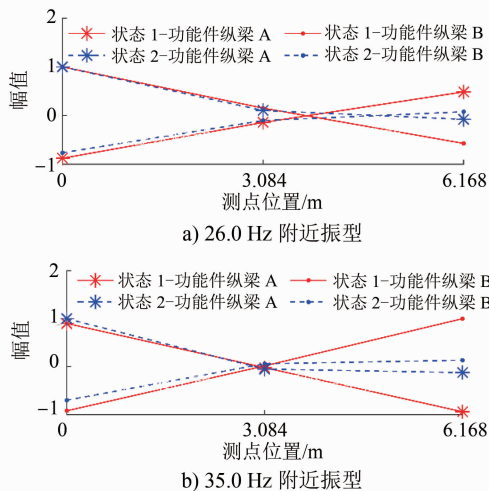 状态 1-功能件纵梁 A 状态 1-功能件纵梁 B
状态 2-功能件纵梁 A 状态 2-功能件纵梁 B
2
1
幅值
0
-1
0 3.084 6.168
测点位置/m
a) 26.0 Hz 附近振型
2
状态 1-功能件纵梁 A 状态 1-功能件纵梁 B
状态 2-功能件纵梁 A 状态 2-功能件纵梁 B
1
幅值
0
-1
0 3.084 6.168
测点位置/m
b) 35.0 Hz 附近振型